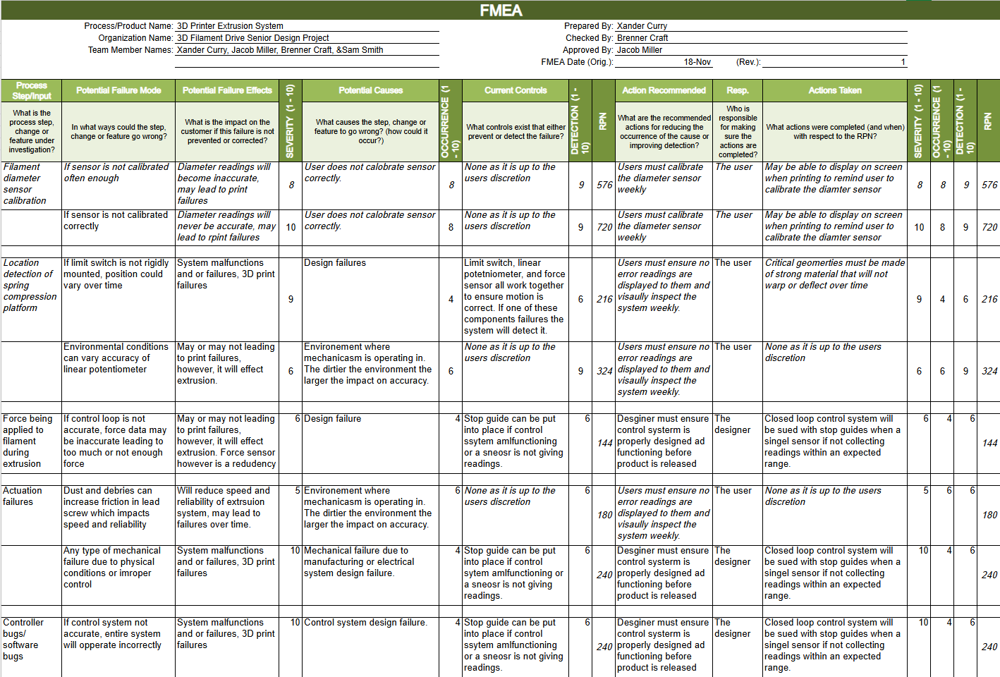 FMEA
Process/Product Name: 3D Printer Extrusion System
Prepared By: Xander Curry
Organization Name: 3D Filament Drive Senior Design Project
Checked By: Brenner Craft
Team Member Names: Xander Curry, Jacob Miller, Brenner Craft, &Sam Smith
Approved By: Jacob Miller
FMEA Date (Orig.): 18-Nov (Rev.): 1
Process
Step/Input
Potential Failure Mode
Potential Failure Effects
SEVERITY (1 - 10)
Potential Causes
OCCURRENCE (1
- 10)
Current Controls
DETECTION (1 -
10)
RPN
Action Recommended
Resp.
Actions Taken
SEVERITY (1 - 10)
OCCURRENCE (1
- 10)
DETECTION (1 -
10)
RPN
What is the
process step,
change or
feature under
investigation?
In what ways could the step,
change or feature go wrong?
What is the impact on the
customer if this failure is not
prevented or corrected?
What causes the step, change or
feature to go wrong? (how could it
occur?)
What controls exist that either
prevent or detect the failure?
What are the recommended
actions for reducing the
occurrence of the cause or
improving detection?
Who is
responsible
for making
sure the
actions are
completed?
What actions were completed (and when)
with respect to the RPN?
Filament
diameter
sensor
calibration
If sensor is not calibrated
often enough
Diameter readings will
become inaccurate,
may lead to print
failures
8
User does not calobrate sensor
correctly.
8
None as it is up to the
users discretion
9
576
Users must calibrate
the diameter sensor
weekly
The user
May be able to display on screen
when printing to remind user to
calibrate the diamter sensor
8
8
9
576
If sensor is not calibrated
correctly
Diameter readings will
never be accurate, may
lead to rpint failures
10
User does not calobrate sensor
correctly.
8
None as it is up to the
users discretion
9
720
Users must calibrate
the diameter sensor
weekly
The user
May be able to display on screen
when printing to remind user to
calibrate the diamter sensor
10
8
9
720
Location
detection of
spring
compression
platform
If limit switch is not rigidly
mounted, position could
vary over time
System malfunctions
and or failures, 3D print
failures
9
Design failures
4
Limit switch, linear
potetniometer, and force
sensor all work together
to ensure motion is
correct. If one of these
components failures the
system will detect it.
6
216
Users must ensure no
error readings are
displayed to them and
visaully inspect the
system weekly.
The user
Critical geomerties must be made
of strong material that will not
warp or deflect over time
9
4
6
216
Environmental conditions
can vary accuracy of
linear potentiometer
May or may not leading
to print failures,
however, it will effect
extrusion.
6
Environement where
mechanicasm is operating in.
The dirtier the environment the
larger the impact on accuracy.
6
None as it is up to the
users discretion
9
324
Users must ensure no
error readings are
displayed to them and
visaully inspect the
system weekly.
The user
None as it is up to the users
discretion
6
6
9
324
Force being
applied to
filament
during
extrusion
If control loop is not
accurate, force data may
be inaccurate leading to
too much or not enough
force
May or may not leading
to print failures,
however, it will effect
extrusion. Force sensor
however is a redudency
6
Design failure
4
Stop guide can be put
into place if control
ssytem amlfunctioning
or a sneosr is not giving
readings.
6
144
Desginer must ensure
control systerm is
properly designed ad
functioning before
product is released
The
designer
Closed loop control system will
be sued with stop guides when a
singel sensor if not collecting
readings within an expected
range.
6
4
6
144
Actuation
failures
Dust and debries can
increase friction in lead
screw which impacts
speed and reliability
Will reduce speed and
reliability of extrsuion
system, may lead to
failures over time.
5
Environement where
mechanicasm is operating in.
The dirtier the environment the
larger the impact on accuracy.
6
None as it is up to the
users discretion
6
180
Users must ensure no
error readings are
displayed to them and
visaully inspect the
system weekly.
The user
None as it is up to the users
discretion
5
6
6
180
Any type of mechanical
failure due to physical
conditions or imroper
control
System malfunctions
and or failures, 3D print
failures
10
Mechanical failure due to
manufacturing or electrical
system design failure.
4
Stop guide can be put
into place if control
sytem amlfunctioning or
a sneosr is not giving
readings.
6
240
Desginer must ensure
control systerm is
properly designed ad
functioning before
product is released
The
designer
Closed loop control system will
be sued with stop guides when a
singel sensor if not collecting
readings within an expected
range.
10
4
6
240
Controller
bugs/
software
bugs
If control system not
accurate, entire system
will opperate incorrectly
System malfunctions
and or failures, 3D print
failures
10
Control system design failure.
4
Stop guide can be put
into place if control
ssytem amlfunctioning
or a sneosr is not giving
readings.
6
240
Desginer must ensure
control systerm is
properly designed ad
functioning before
product is released
The
designer
Closed loop control system will
be sued with stop guides when a
singel sensor if not collecting
readings within an expected
range.
10
4
6
240